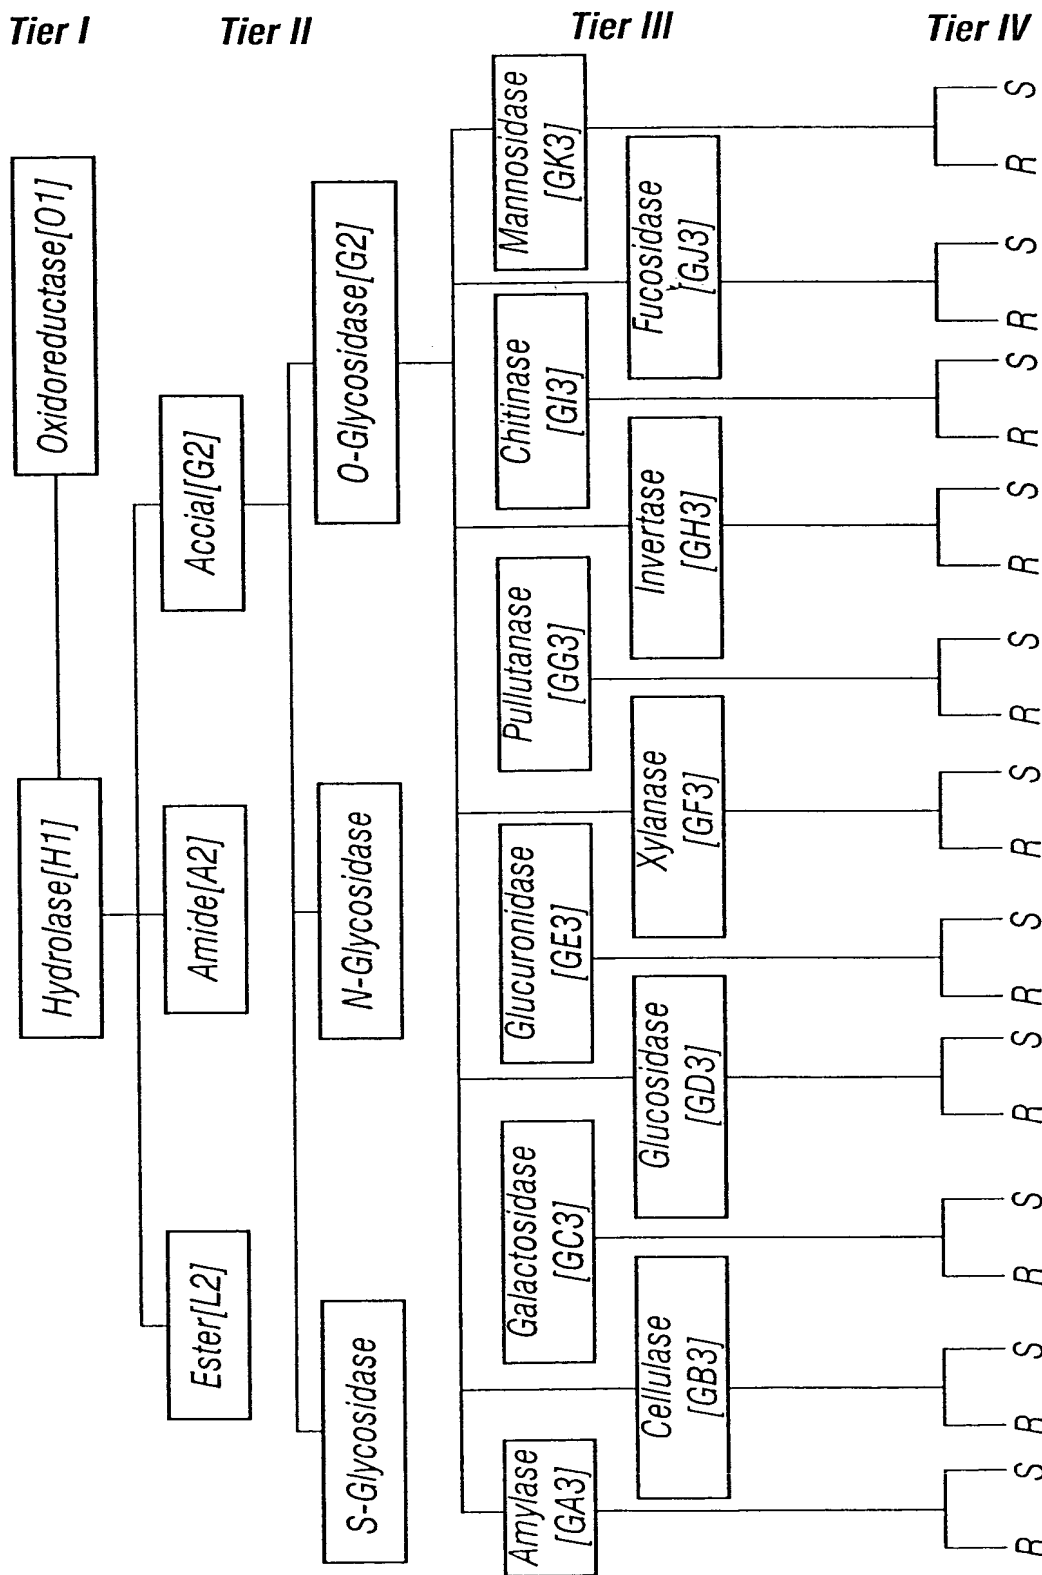 Tier I
Tier II
Tier III
Tier IV
Hydrolase[H1]
Oxidoreductase[O1]
Ester[L2]
Amide[A2]
Accial[G2]
S-Glycosidase
N-Glycosidase
O-Glycosidase[G2]
Amylase
[GA3]
Cellulase
[GB3]
Galactosidase
[GC3]
Glucosidase
[GD3]
Glucuronidase
[GE3]
Xylanase
[GF3]
Pullutanase
[GG3]
Invertase
[GH3]
Chitinase
[GI3]
Fucosidase
[GJ3]
Mannosidase
[GK3]
R S R S R S R S R S R S R S R S R S R S R S